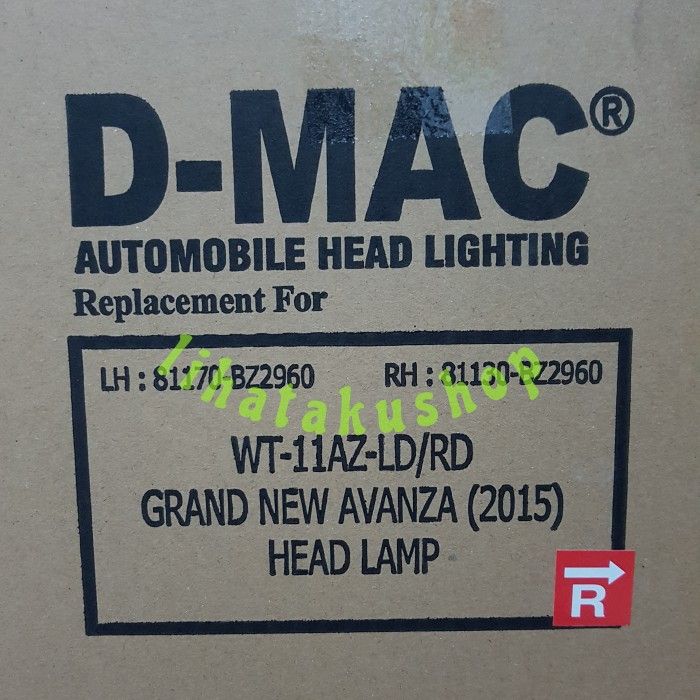 D-MAC®
AUTOMOBILE HEAD LIGHTING
Replacement For
LH : 81170-BZ2960 RH : 81130-BZ2960
lihatakushop
WT-11AZ-LD/RD
GRAND NEW AVANZA (2015)
HEAD LAMP
R